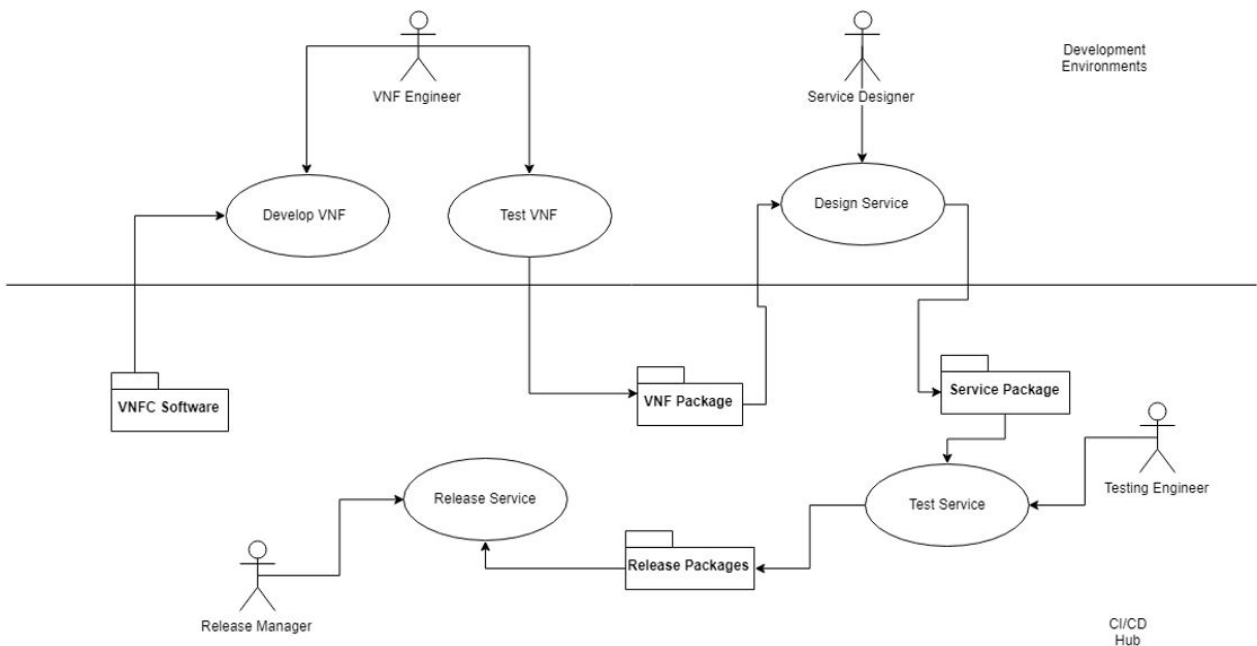 Development
Environments
VNF Engineer
Service Designer
Develop VNF
Test VNF
Design Service
VNFC Software
VNF Package
Service Package
Release Service
Test Service
Testing Engineer
Release Packages
Release Manager
CI/CD
Hub